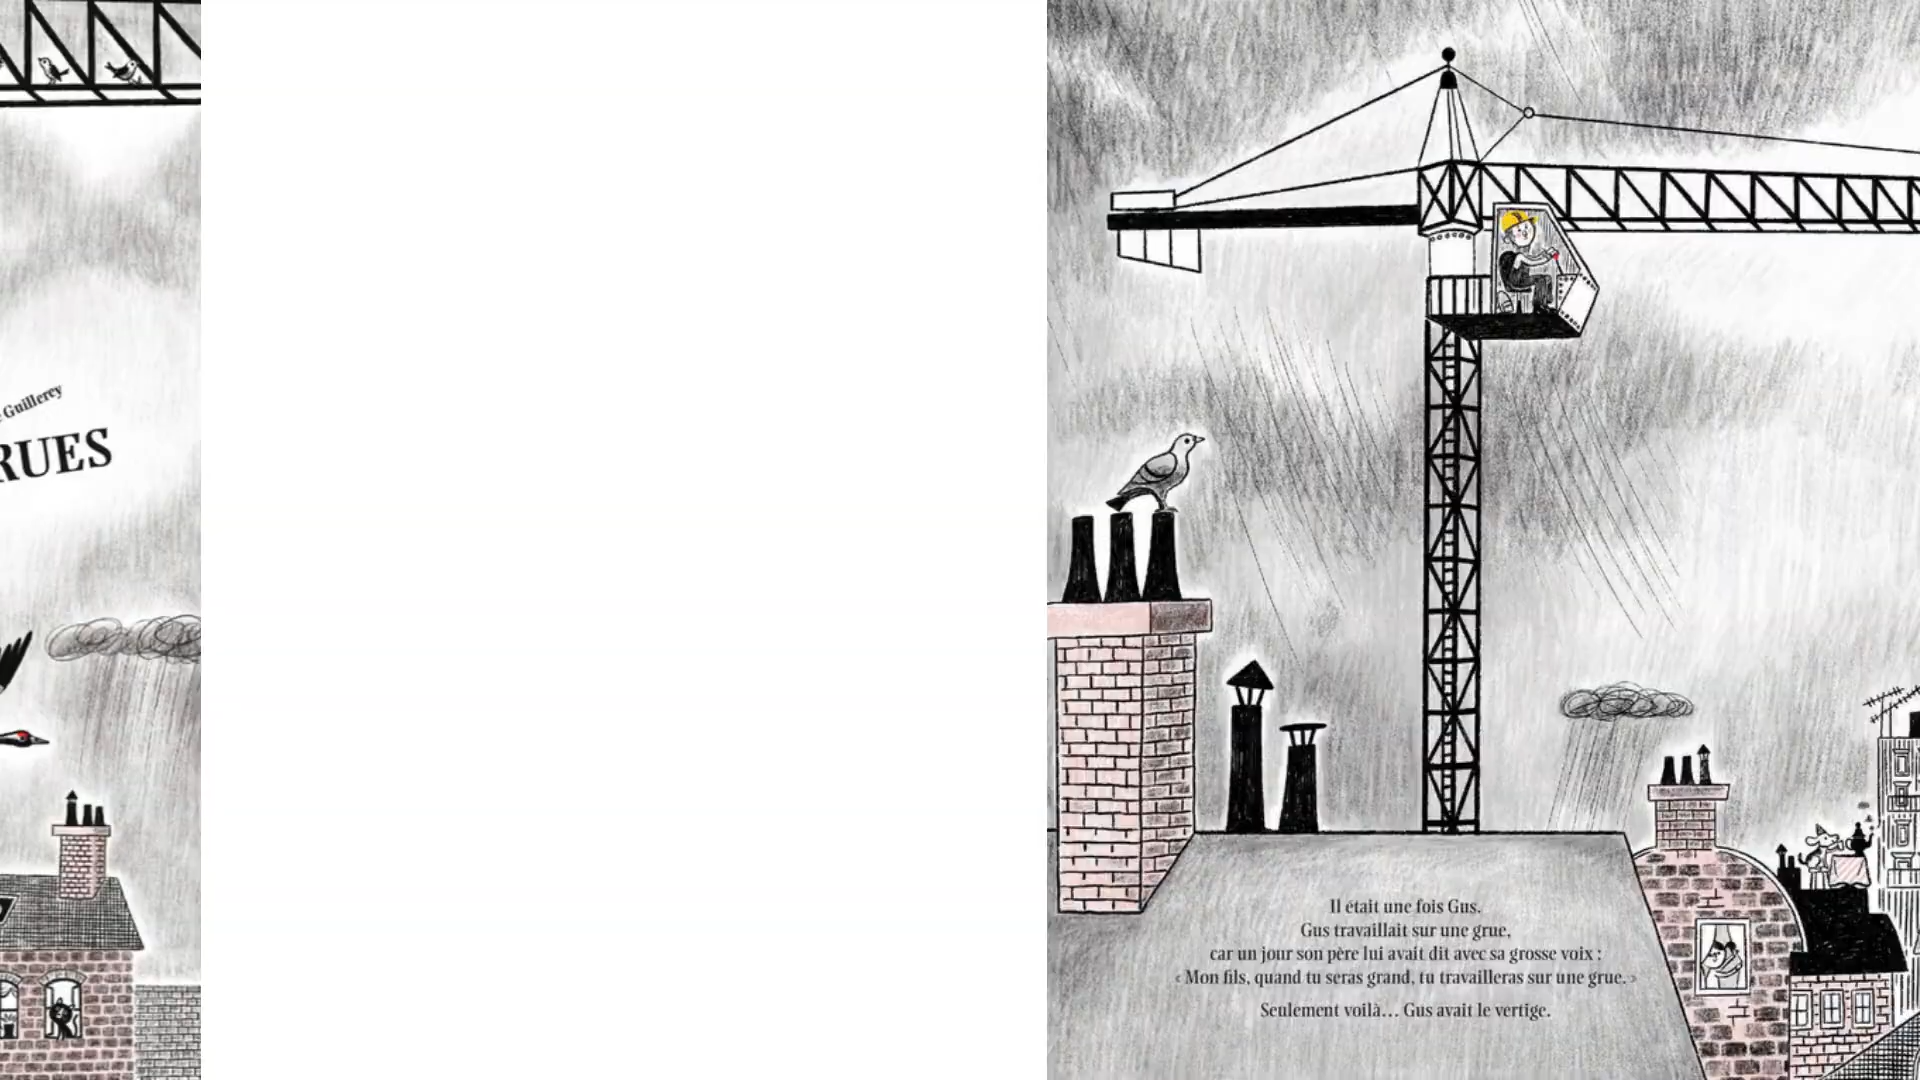 Guillerey
RUES
Il était une fois Gus.
Gus travaillait sur une grue,
car un jour son père lui avait dit avec sa grosse voix :
« Mon fils, quand tu seras grand, tu travailleras sur une grue. »
Seulement voilà… Gus avait le vertige.